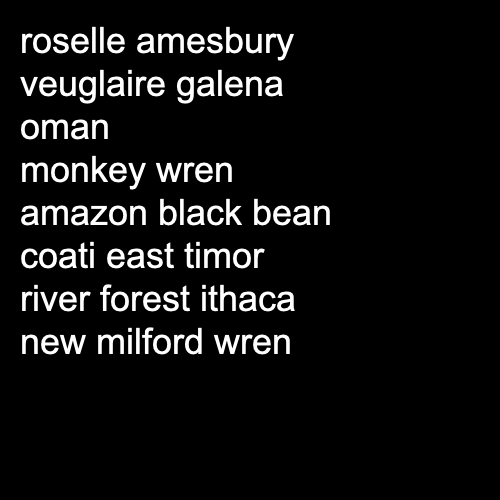 roselle amesbury
veuglaire galena
oman
monkey wren
amazon black bean
coati east timor
river forest ithaca
new milford wren